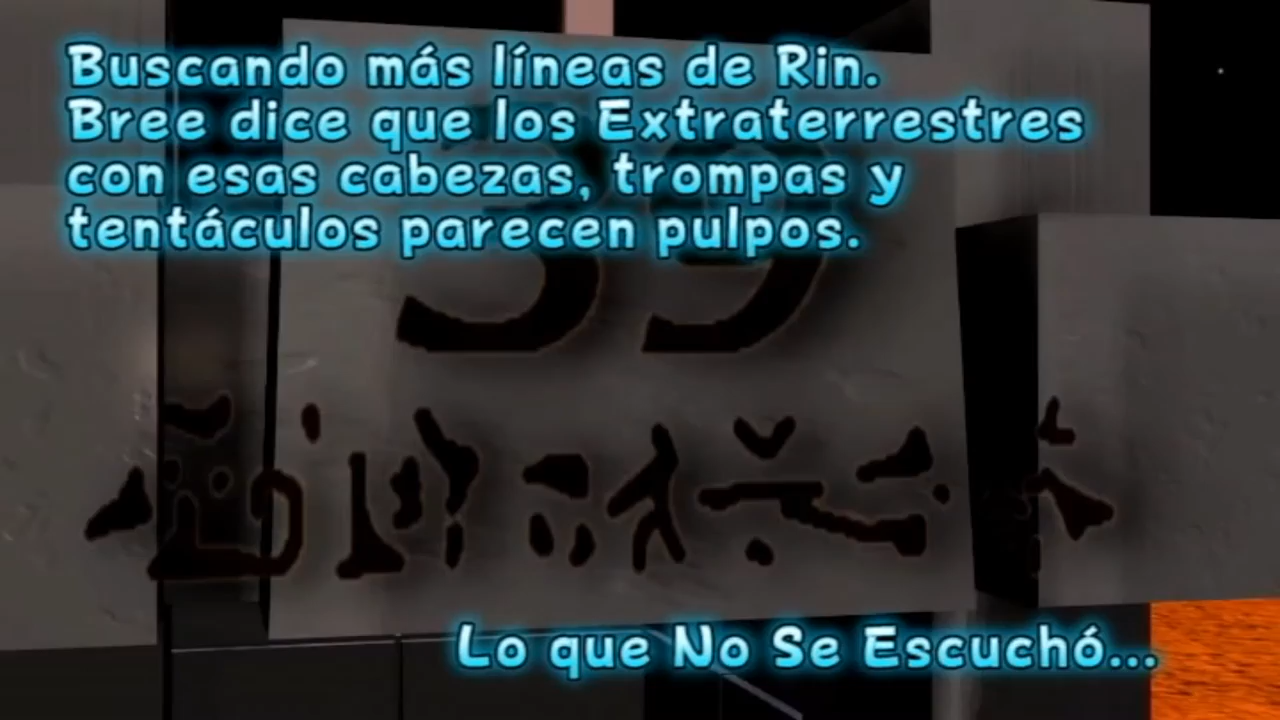 Buscando más líneas de Rin.
Bree dice que los Extraterrestres
con esas cabezas, trompas y
tentáculos parecen pulpos.
39
Lo que No Se Escuchó...